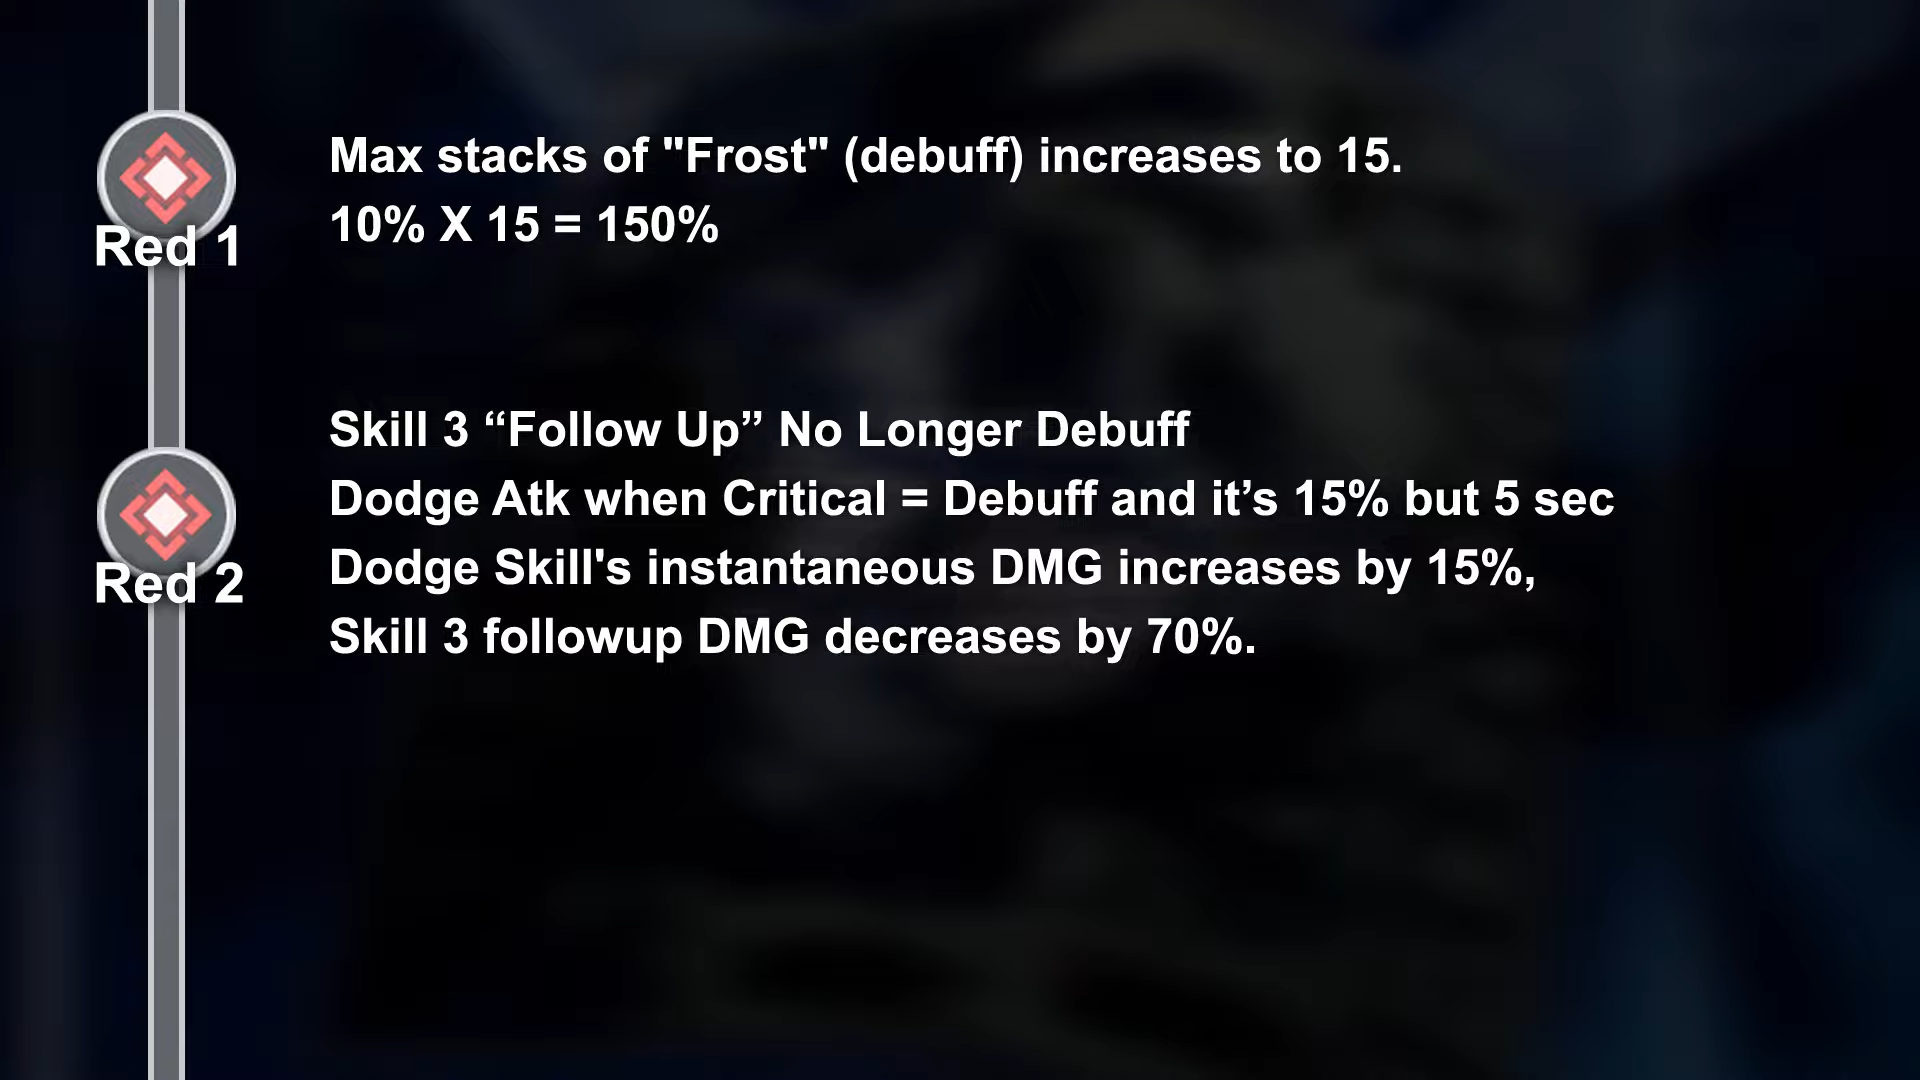 Red 1
Max stacks of "Frost" (debuff) increases to 15.
10% X 15 = 150%
Red 2
Skill 3 “Follow Up” No Longer Debuff
Dodge Atk when Critical = Debuff and it’s 15% but 5 sec
Dodge Skill's instantaneous DMG increases by 15%,
Skill 3 followup DMG decreases by 70%.